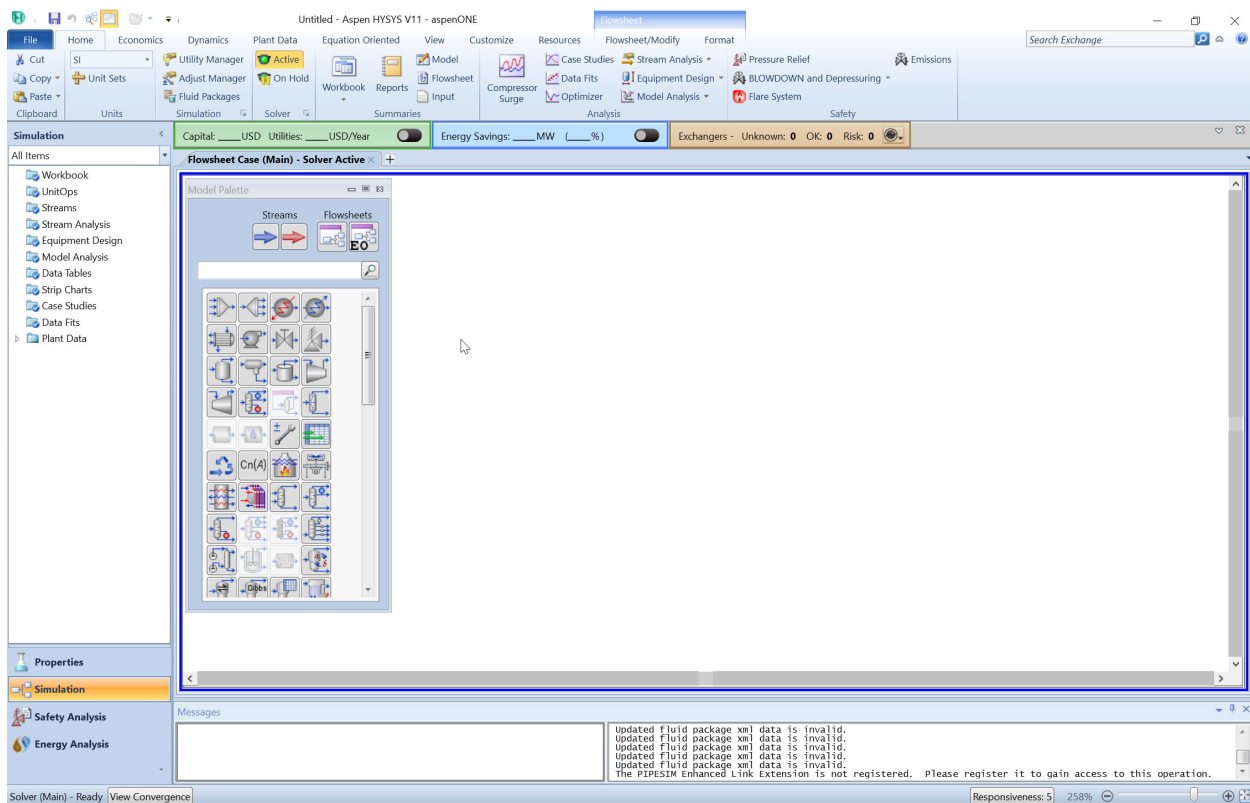 Untitled - Aspen HYSYS V11 - aspenONE
Flowsheet
File Home Economics Dynamics Plant Data Equation Oriented View Customize Resources Flowsheet/Modify Format
Search Exchange
Cut SI Utility Manager Active Model Case Studies Stream Analysis Pressure Relief Emissions
Copy Unit Sets Adjust Manager On Hold Workbook Reports Flowsheet Compressor Surge Data Fits Equipment Design BLOWDOWN and Depressuring
Paste Fluid Packages Input Optimizer Model Analysis Flare System
Clipboard Units Simulation Solver Summaries Analysis Safety
Simulation
Capital: ____USD Utilities: ____USD/Year
Energy Savings: ____MW (____%)
Exchangers - Unknown: 0 OK: 0 Risk: 0
All Items
Flowsheet Case (Main) - Solver Active
Workbook
UnitOps
Streams
Stream Analysis
Equipment Design
Model Analysis
Data Tables
Strip Charts
Case Studies
Data Fits
Plant Data
Model Palette
Streams Flowsheets
EO
Cn(A)
Gibbs
Properties
Simulation
Safety Analysis
Energy Analysis
Messages
Updated fluid package xml data is invalid.
Updated fluid package xml data is invalid.
Updated fluid package xml data is invalid.
Updated fluid package xml data is invalid.
Updated fluid package xml data is invalid.
The PIPESIM Enhanced Link Extension is not registered. Please register it to gain access to this operation.
Solver (Main) - Ready View Convergence
Responsiveness: 5 258%